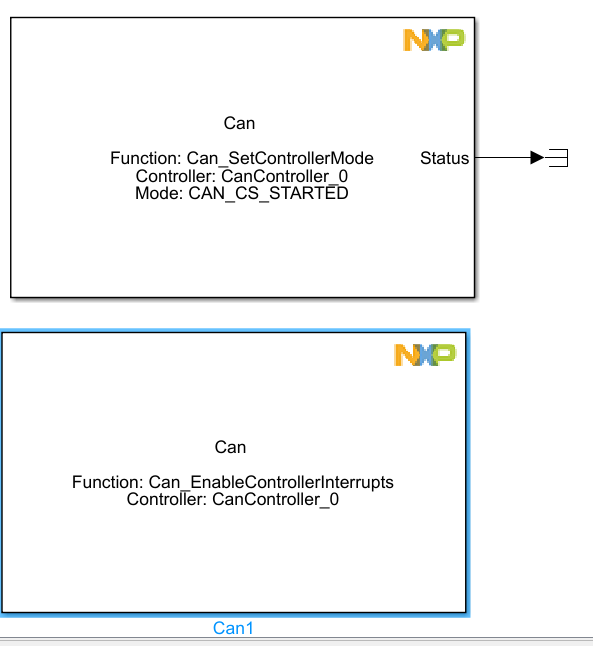 NXP
Can
Function: Can_SetControllerMode
Status
Controller: CanController_0
Mode: CAN_CS_STARTED
NXP
Can
Function: Can_EnableControllerInterrupts
Controller: CanController_0
Can1